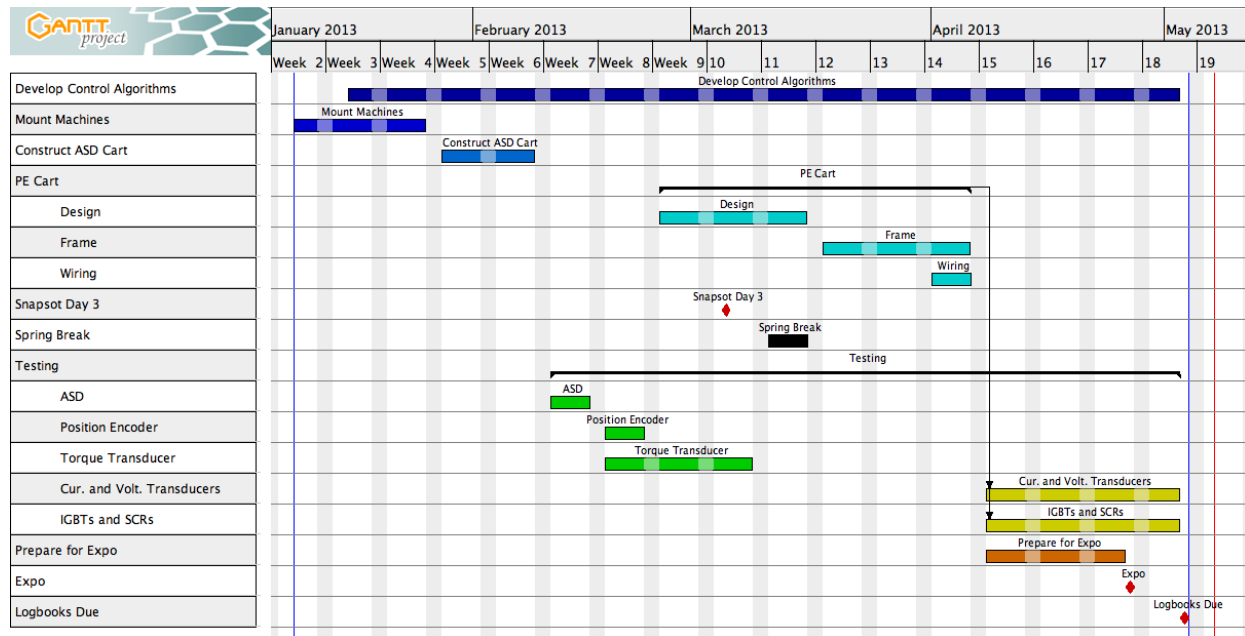 GANTT
project
January 2013 February 2013 March 2013 April 2013 May 2013
Week 2 Week 3 Week 4 Week 5 Week 6 Week 7 Week 8 Week 9 10 11 12 13 14 15 16 17 18 19
Develop Control Algorithms Develop Control Algorithms
Mount Machines Mount Machines
Construct ASD Cart Construct ASD Cart
PE Cart PE Cart
Design Design
Frame Frame
Wiring Wiring
Snapsot Day 3 Snapsot Day 3
Spring Break Spring Break
Testing Testing
ASD ASD
Position Encoder Position Encoder
Torque Transducer Torque Transducer
Cur. and Volt. Transducers Cur. and Volt. Transducers
IGBTs and SCRs IGBTs and SCRs
Prepare for Expo Prepare for Expo
Expo Expo
Logbooks Due Logbooks Due